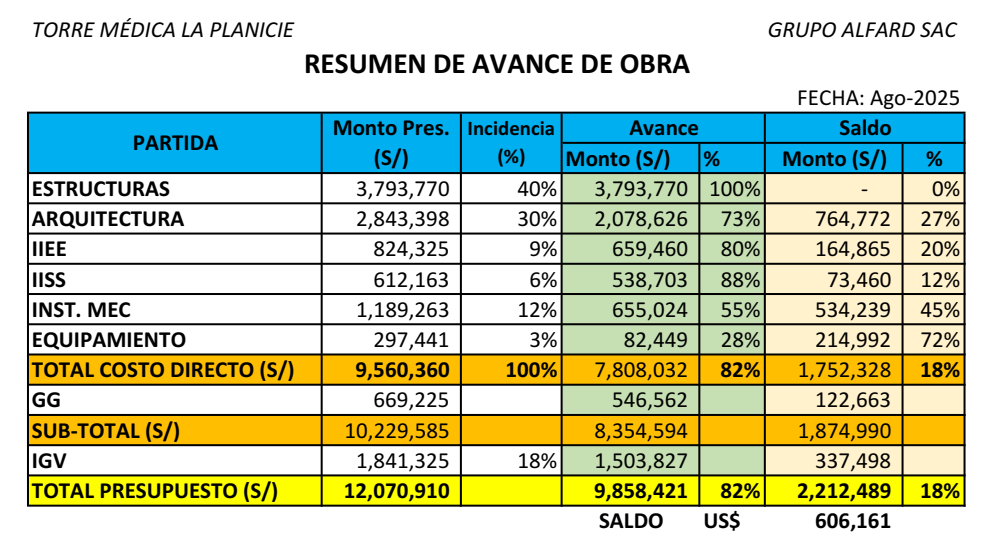 TORRE MÉDICA LA PLANICIE GRUPO ALFARD SAC
RESUMEN DE AVANCE DE OBRA
FECHA: Ago-2025
PARTIDA Monto Pres. (S/) Incidencia (%) Avance Saldo
Monto (S/) % Monto (S/) %
ESTRUCTURAS 3,793,770 40% 3,793,770 100% - 0%
ARQUITECTURA 2,843,398 30% 2,078,626 73% 764,772 27%
IIEE 824,325 9% 659,460 80% 164,865 20%
IISS 612,163 6% 538,703 88% 73,460 12%
INST. MEC 1,189,263 12% 655,024 55% 534,239 45%
EQUIPAMIENTO 297,441 3% 82,449 28% 214,992 72%
TOTAL COSTO DIRECTO (S/) 9,560,360 100% 7,808,032 82% 1,752,328 18%
GG 669,225 546,562 122,663
SUB-TOTAL (S/) 10,229,585 8,354,594 1,874,990
IGV 1,841,325 18% 1,503,827 337,498
TOTAL PRESUPUESTO (S/) 12,070,910 9,858,421 82% 2,212,489 18%
SALDO US$ 606,161